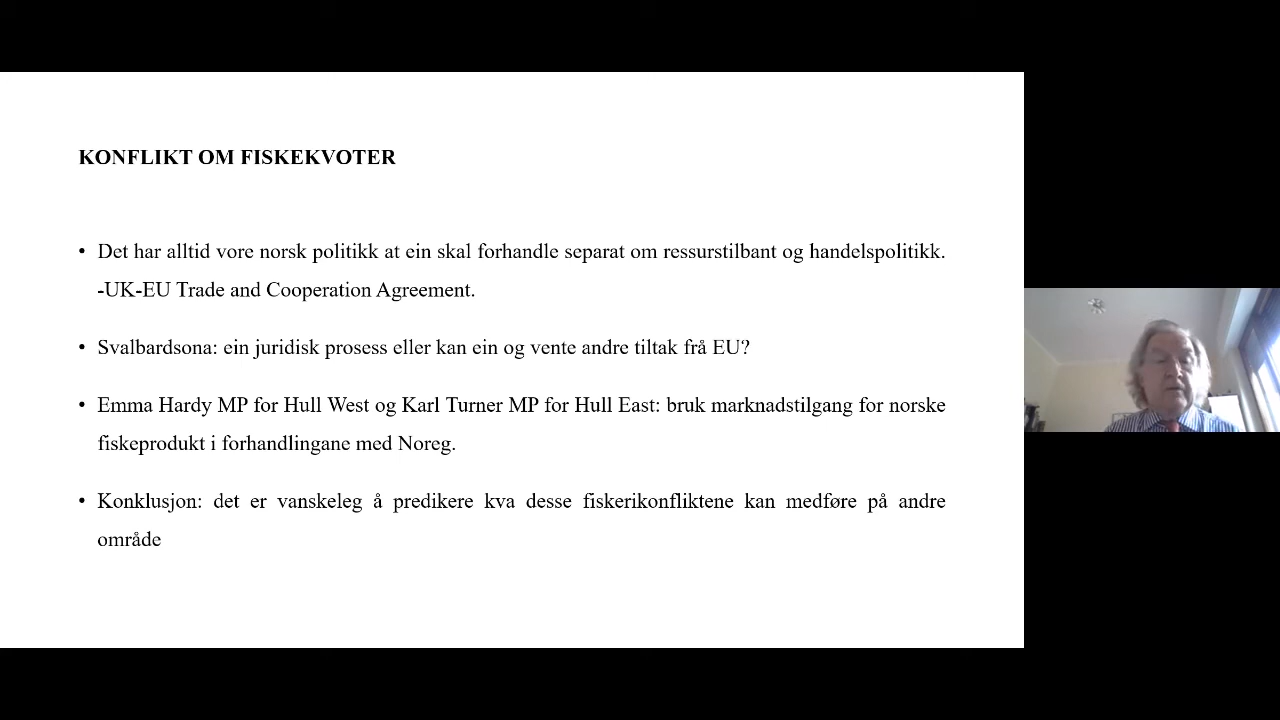 KONFLIKT OM FISKEKVOTER
• Det har alltid vore norsk politikk at ein skal forhandle separat om ressurstilbant og handelspolitikk.
-UK-EU Trade and Cooperation Agreement.
• Svalbardsona: ein juridisk prosess eller kan ein og vente andre tiltak frå EU?
• Emma Hardy MP for Hull West og Karl Turner MP for Hull East: bruk marknadstilgang for norske
fiskeprodukt i forhandlingane med Noreg.
• Konklusjon: det er vanskeleg å predikere kva desse fiskerikonfliktene kan medføre på andre
område